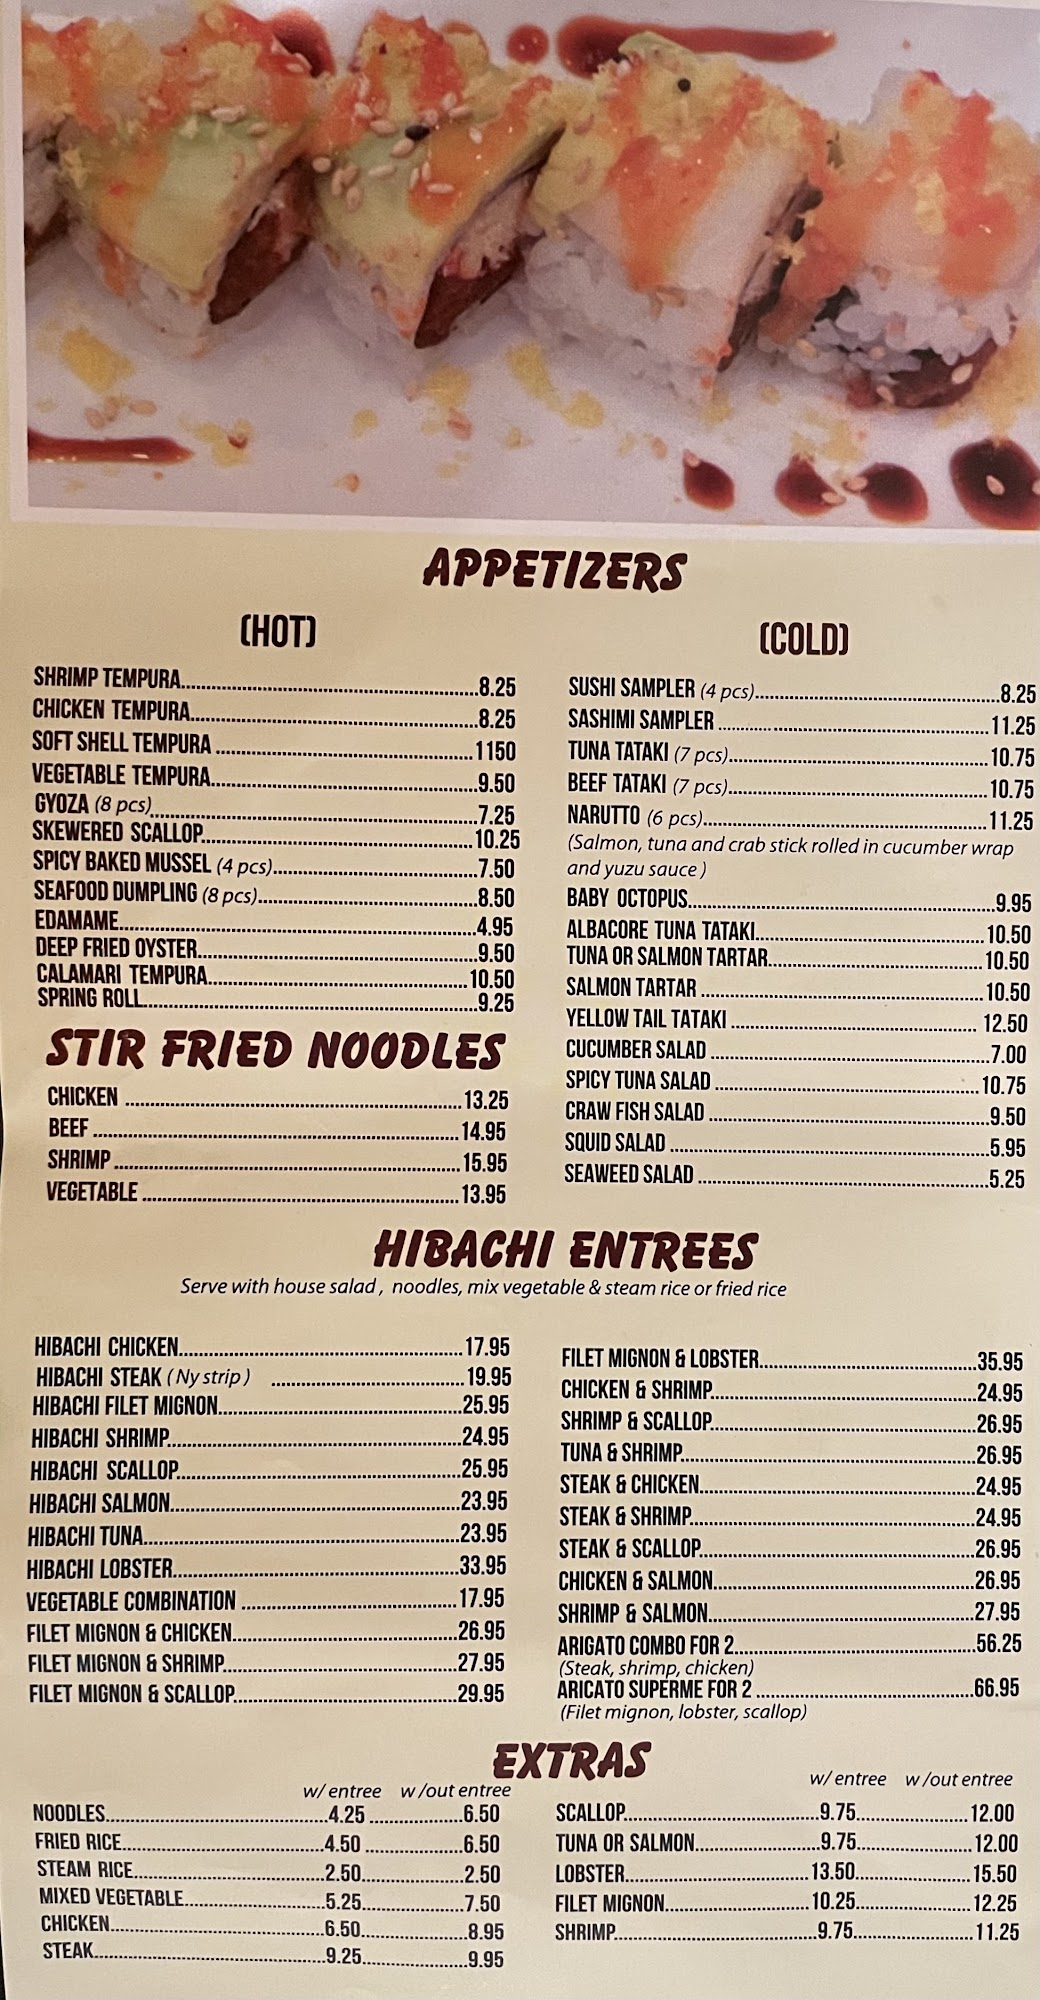 APPETIZERS
(HOT)
SHRIMP TEMPURA 8.25
CHICKEN TEMPURA 8.25
SOFT SHELL TEMPURA 1150
VEGETABLE TEMPURA 9.50
GYOZA (8 pcs) 7.25
SKEWERED SCALLOP 10.25
SPICY BAKED MUSSEL (4 pcs) 7.50
SEAFOOD DUMPLING (8 pcs) 8.50
EDAMAME 4.95
DEEP FRIED OYSTER 9.50
CALAMARI TEMPURA 10.50
SPRING ROLL 9.25
(COLD)
SUSHI SAMPLER (4 pcs) 8.25
SASHIMI SAMPLER 11.25
TUNA TATAKI (7 pcs) 10.75
BEEF TATAKI (7 pcs) 10.75
NARUTTO (6 pcs) 11.25
(Salmon, tuna and crab stick rolled in cucumber wrap
and yuzu sauce )
BABY OCTOPUS 9.95
ALBACORE TUNA TATAKI 10.50
TUNA OR SALMON TARTAR 10.50
SALMON TARTAR 10.50
YELLOW TAIL TATAKI 12.50
CUCUMBER SALAD 7.00
SPICY TUNA SALAD 10.75
CRAW FISH SALAD 9.50
SQUID SALAD 5.95
SEAWEED SALAD 5.25
STIR FRIED NOODLES
CHICKEN 13.25
BEEF 14.95
SHRIMP 15.95
VEGETABLE 13.95
HIBACHI ENTREES
Serve with house salad , noodles, mix vegetable & steam rice or fried rice
HIBACHI CHICKEN 17.95
HIBACHI STEAK (Ny strip) 19.95
HIBACHI FILET MIGNON 25.95
HIBACHI SHRIMP 24.95
HIBACHI SCALLOP 25.95
HIBACHI SALMON 23.95
HIBACHI TUNA 23.95
HIBACHI LOBSTER 33.95
VEGETABLE COMBINATION 17.95
FILET MIGNON & CHICKEN 26.95
FILET MIGNON & SHRIMP 27.95
FILET MIGNON & SCALLOP 29.95
FILET MIGNON & LOBSTER 35.95
CHICKEN & SHRIMP 24.95
SHRIMP & SCALLOP 26.95
TUNA & SHRIMP 26.95
STEAK & CHICKEN 24.95
STEAK & SHRIMP 24.95
STEAK & SCALLOP 26.95
CHICKEN & SALMON 26.95
SHRIMP & SALMON 27.95
ARIGATO COMBO FOR 2 56.25
(Steak, shrimp, chicken)
ARICATO SUPERME FOR 2 66.95
(Filet mignon, lobster, scallop)
EXTRAS
w/ entree w /out entree
NOODLES 4.25 6.50
FRIED RICE 4.50 6.50
STEAM RICE 2.50 2.50
MIXED VEGETABLE 5.25 7.50
CHICKEN 6.50 8.95
STEAK 9.25 9.95
w/ entree w /out entree
SCALLOP 9.75 12.00
TUNA OR SALMON 9.75 12.00
LOBSTER 13.50 15.50
FILET MIGNON 10.25 12.25
SHRIMP 9.75 11.25